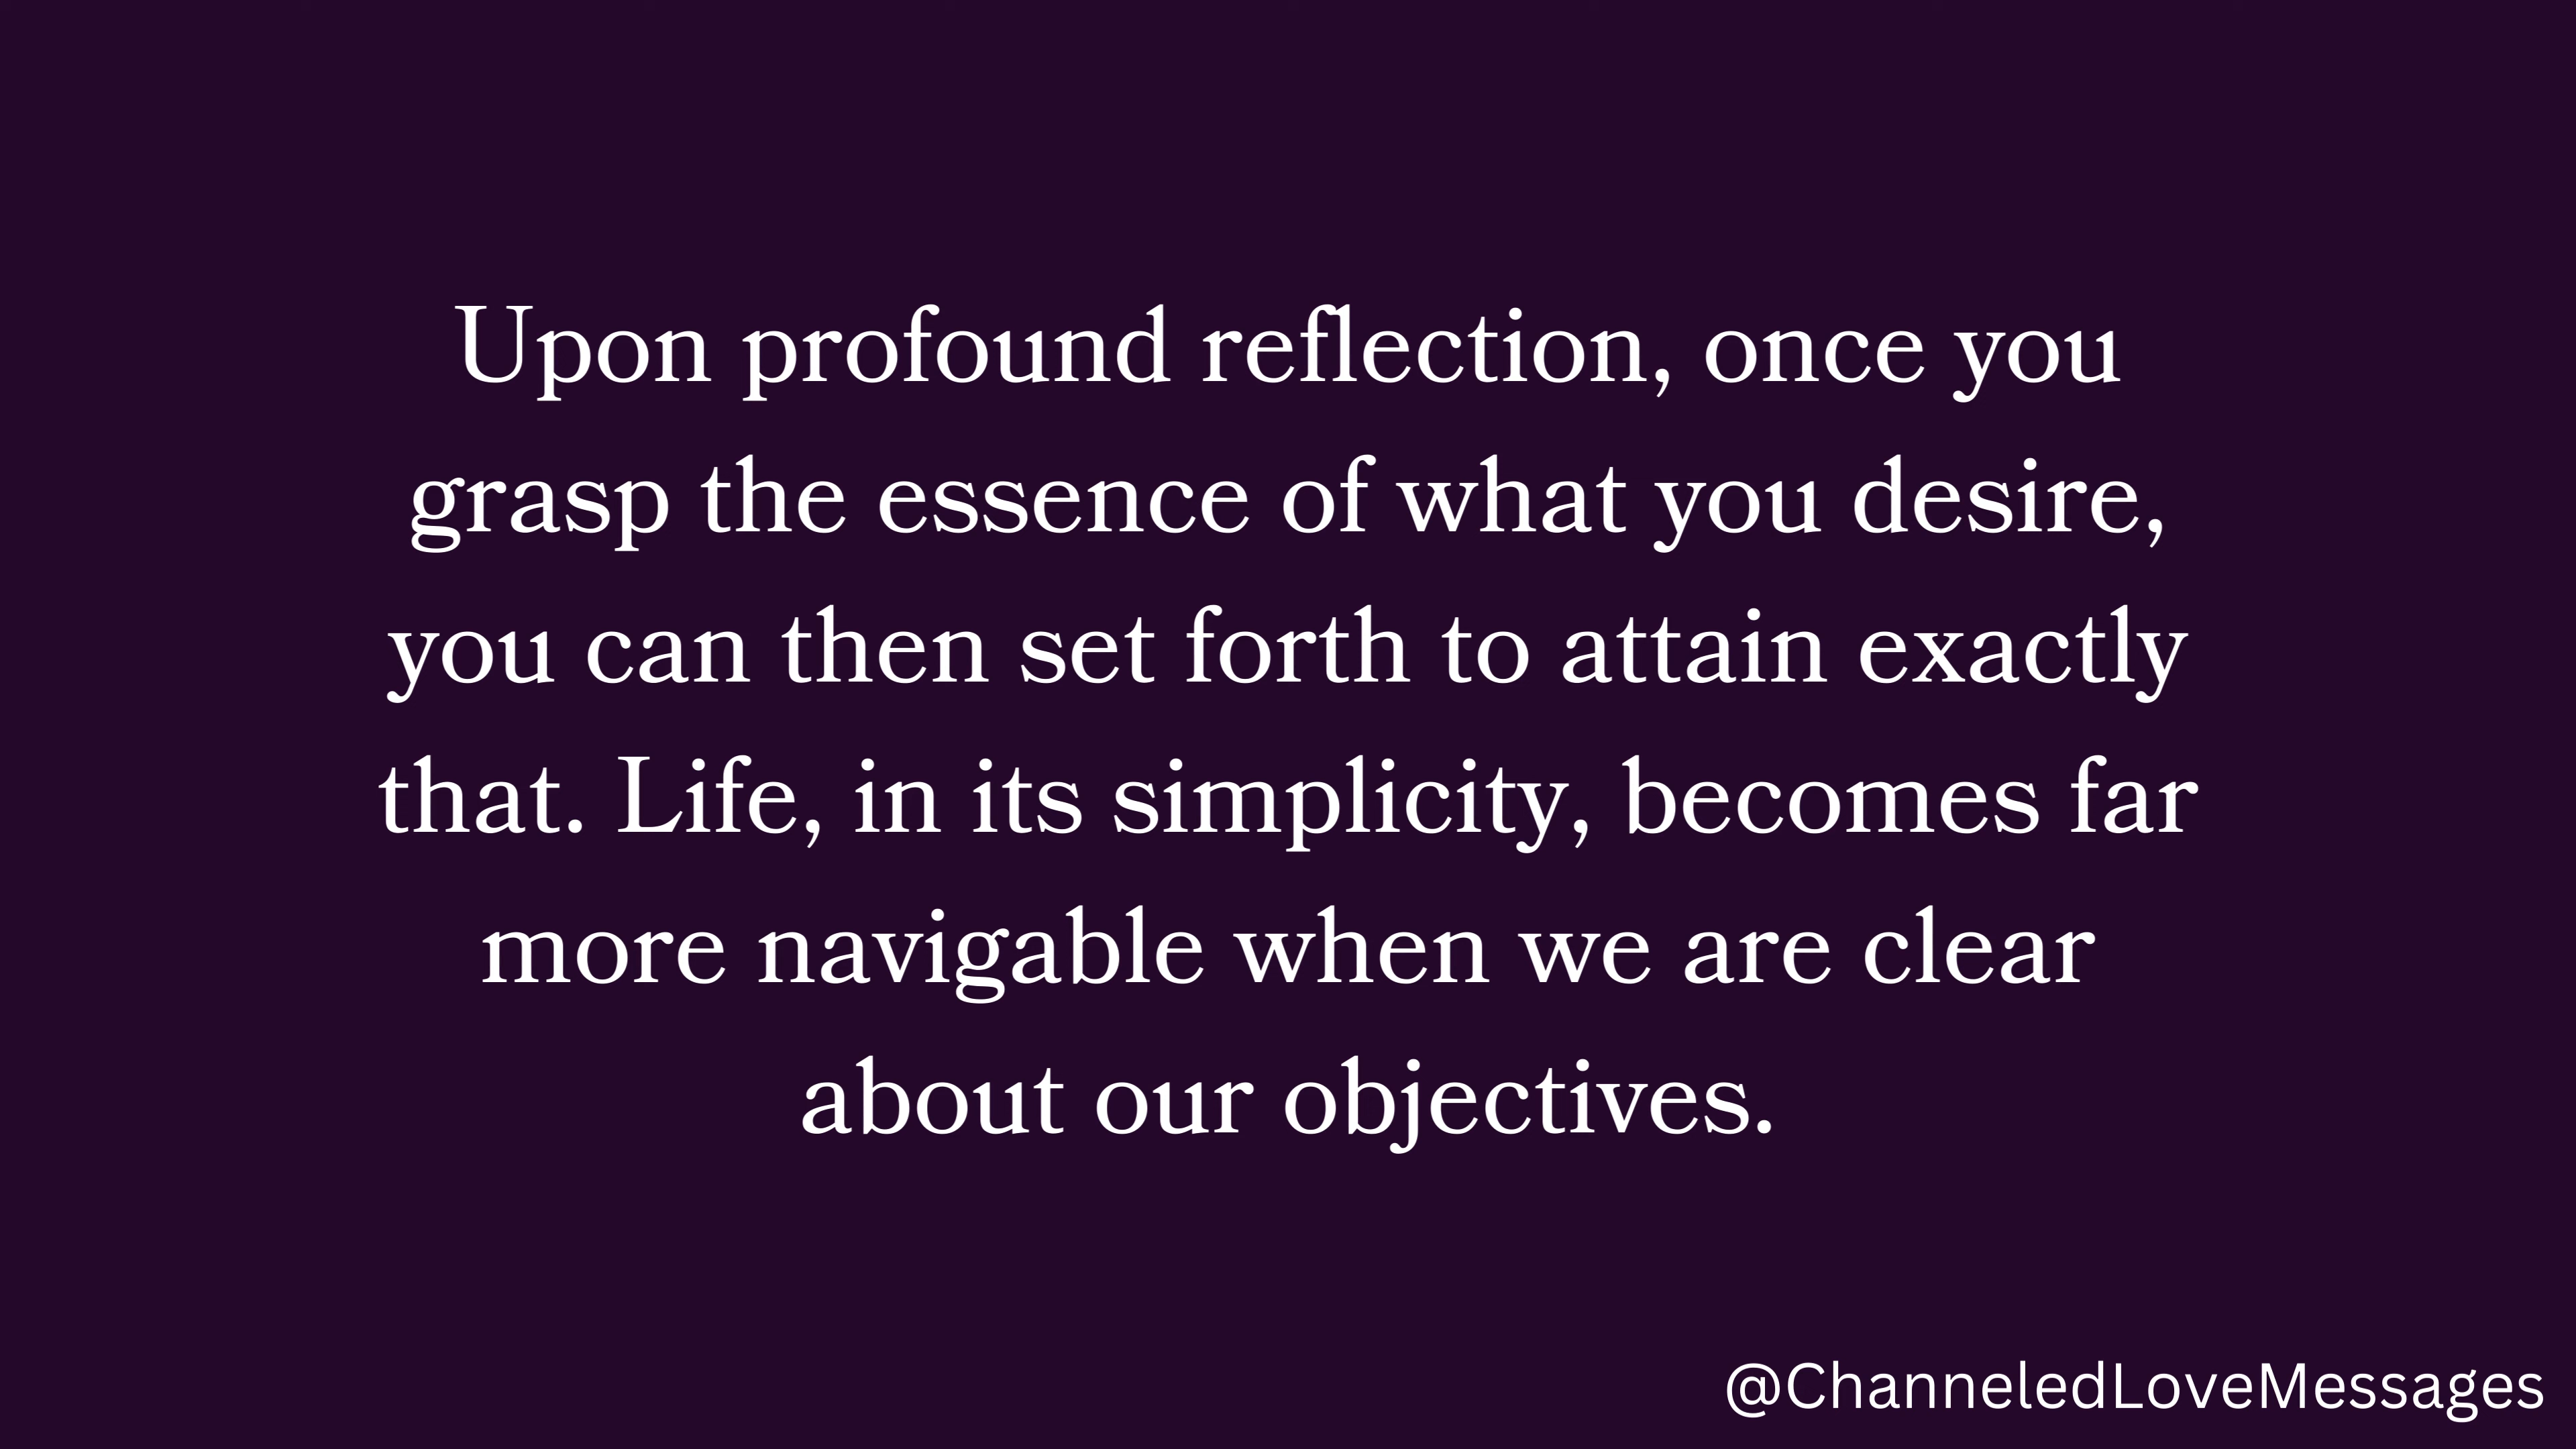 Upon profound reflection, once you
grasp the essence of what you desire,
you can then set forth to attain exactly
that. Life, in its simplicity, becomes far
more navigable when we are clear
about our objectives.
@ChanneledLoveMessages